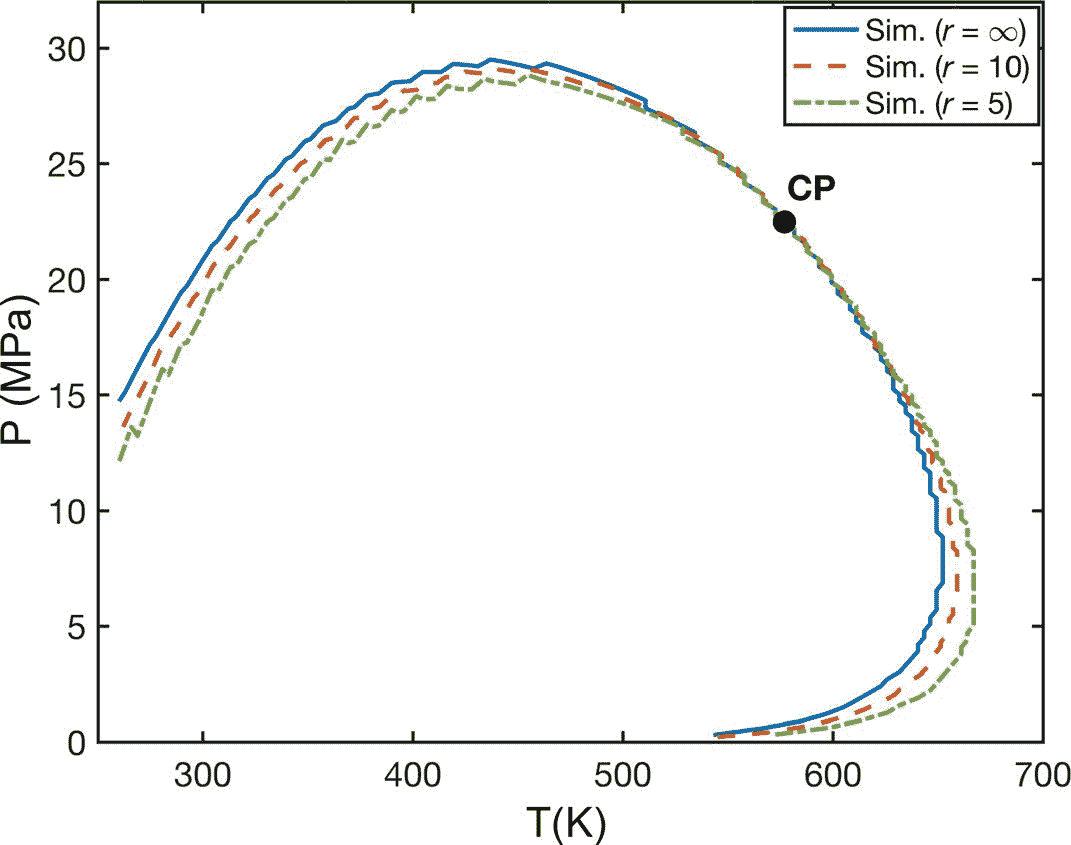 Sim. (r = ∞)
Sim. (r = 10)
Sim. (r = 5)
CP
30
25
20
15
10
5
0
P (MPa)
300
400
500
600
700
T(K)